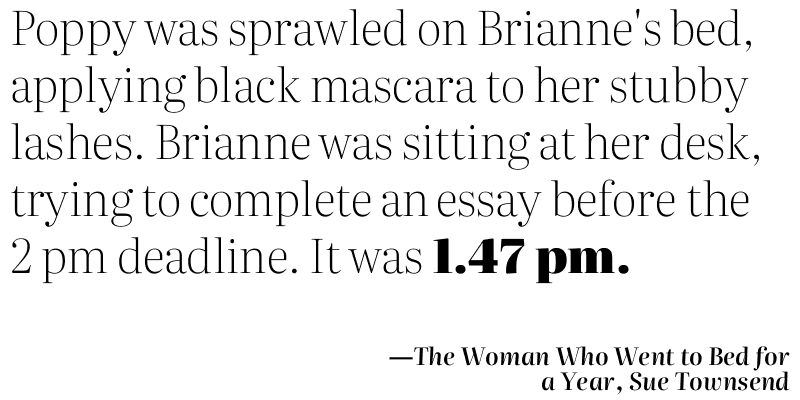 Poppy was sprawled on Brianne's bed,
applying black mascara to her stubby
lashes. Brianne was sitting at her desk,
trying to complete an essay before the
2 pm deadline. It was 1.47 pm.
—The Woman Who Went to Bed for
a Year, Sue Townsend